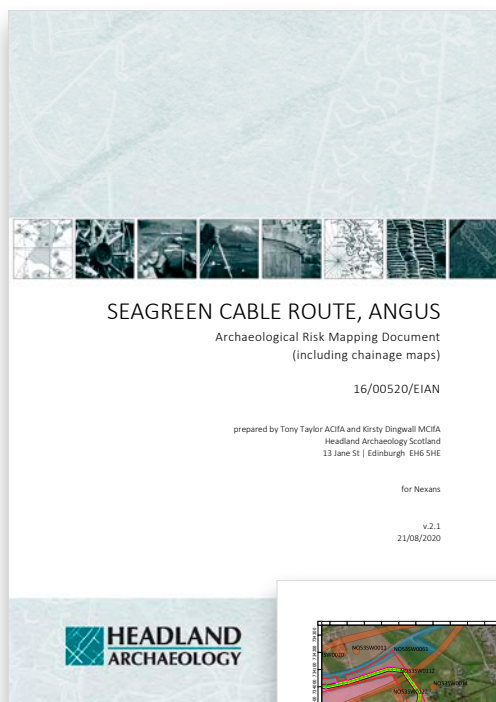 SEAGREEN CABLE ROUTE, ANGUS
Archaeological Risk Mapping Document
(including chainage maps)
16/00520/EIAN
prepared by Tony Taylor ACIfA and Kirsty Dingwall MCIfA
Headland Archaeology Scotland
13 Jane St | Edinburgh EH6 5HE
for Nexans
v.2.1
21/08/2020
HEADLAND
ARCHAEOLOGY